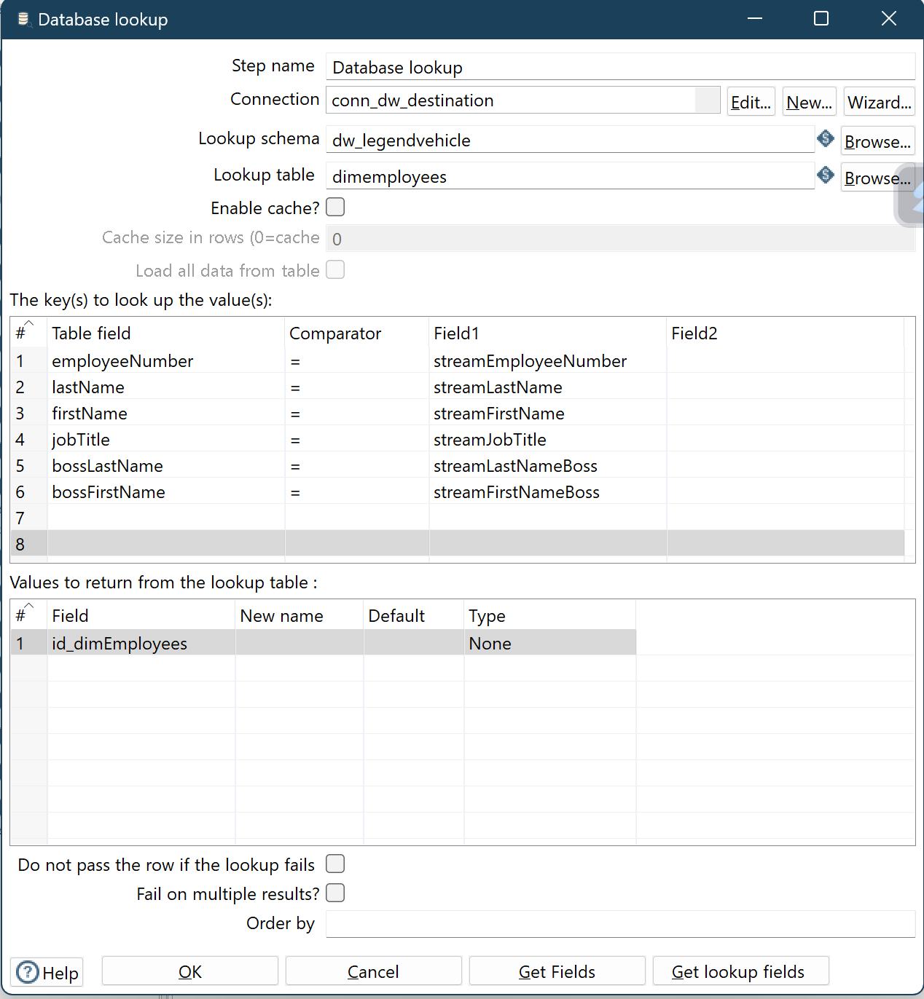 Database lookup
Step name Database lookup
Connection conn_dw_destination Edit... New... Wizard...
Lookup schema dw_legendvehicle Browse...
Lookup table dimemployees Browse...
Enable cache?
Cache size in rows (0=cache 0
Load all data from table
The key(s) to look up the value(s):
# Table field Comparator Field1 Field2
1 employeeNumber = streamEmployeeNumber
2 lastName = streamLastName
3 firstName = streamFirstName
4 jobTitle = streamJobTitle
5 bossLastName = streamLastNameBoss
6 bossFirstName = streamFirstNameBoss
7
8
Values to return from the lookup table :
# Field New name Default Type
1 id_dimEmployees None
Do not pass the row if the lookup fails
Fail on multiple results?
Order by
Help OK Cancel Get Fields Get lookup fields